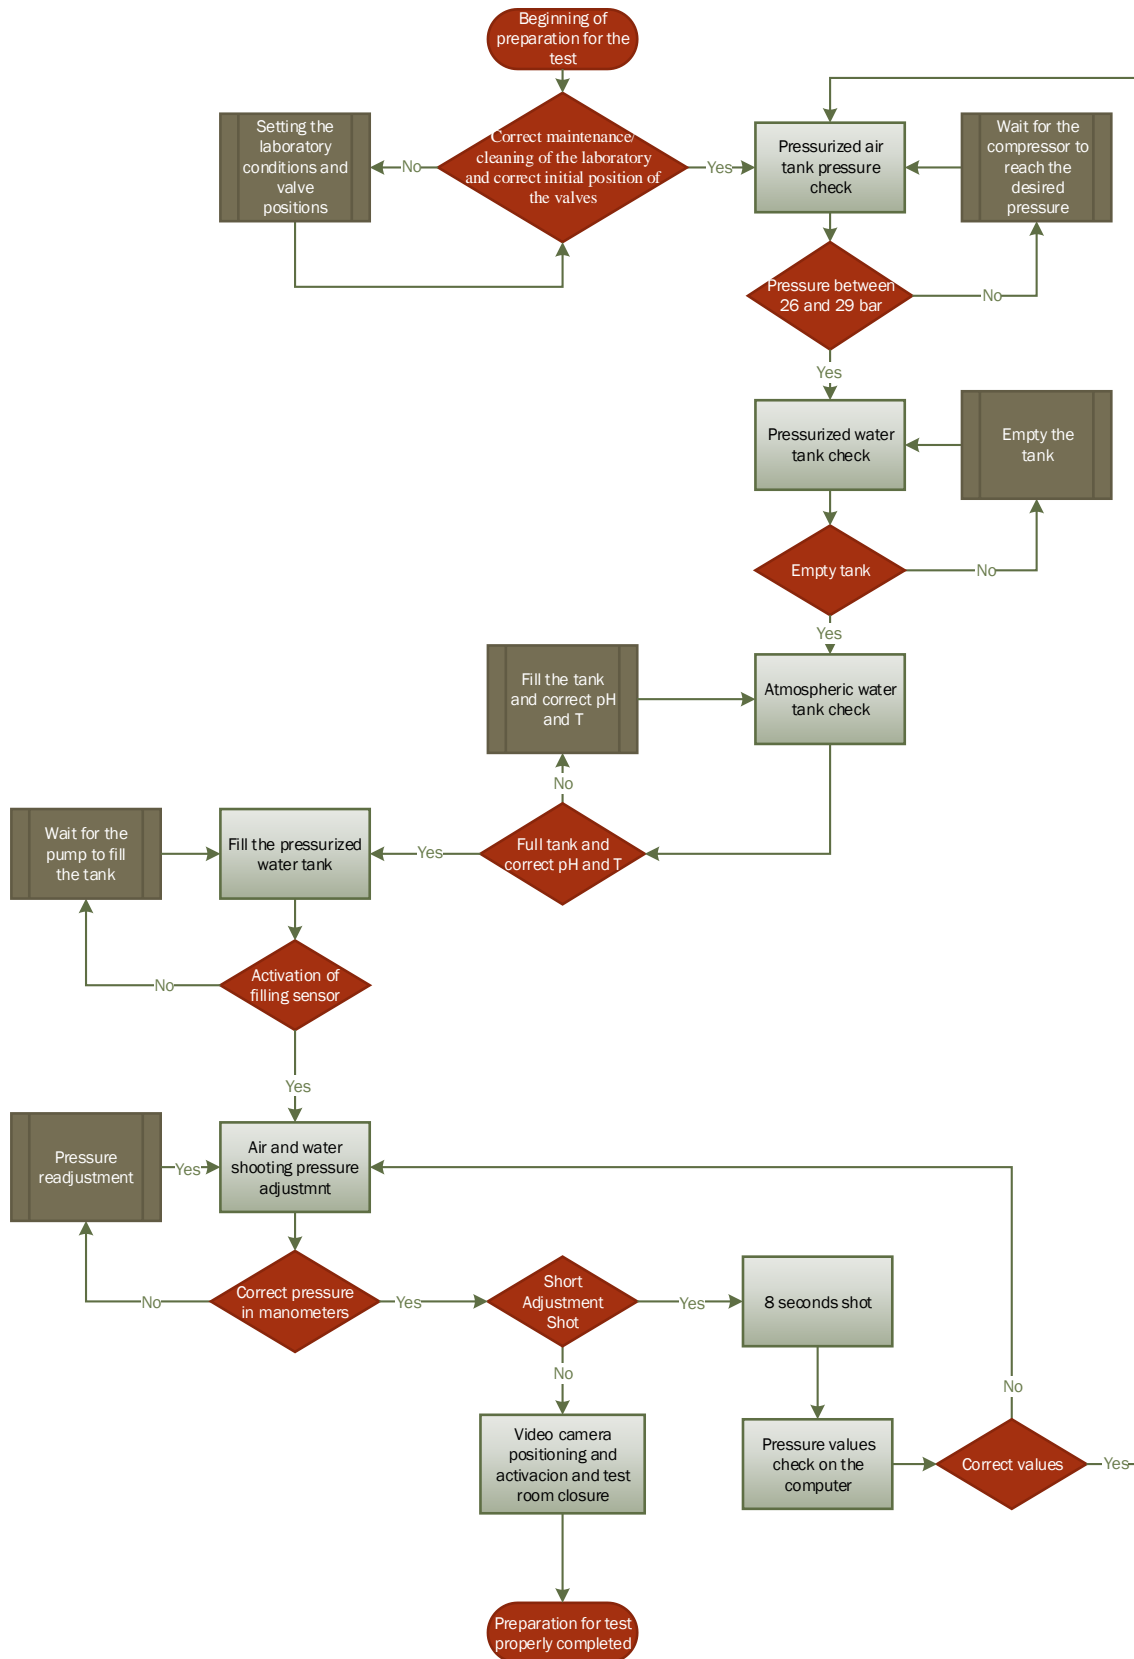 Beginning of
preparation for the
test
Correct maintenance/
cleaning of the laboratory
and correct initial position of
the valves
No
Yes
Setting the
laboratory
conditions and
valve
positions
Pressurized air
tank pressure
check
Wait for the
compressor to
reach the
desired
pressure
Pressure between
26 and 29 bar
No
Yes
Pressurized water
tank check
Empty the
tank
Empty tank
No
Yes
Atmospheric water
tank check
Fill the tank
and correct pH
and T
No
Full tank and
correct pH and T
Yes
Fill the pressurized
water tank
Wait for the
pump to fill
the tank
Activation of
filling sensor
No
Yes
Air and water
shooting pressure
adjustmnt
Pressure
readjustment
Yes
Correct pressure
in manometers
No
Yes
Short
Adjustment
Shot
Yes
8 seconds shot
No
Video camera
positioning and
activacion and test
room closure
Pressure values
check on the
computer
Correct values
No
Yes
Preparation for test
properly completed